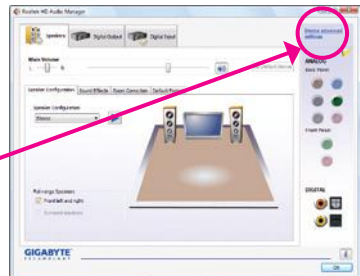 Realtek HD Audio Manager
Speakers
Digital Output
Digital Input
Device advanced
settings
Main Volume
L
R
ANALOG
Back Panel
Speaker Configuration
Sound Effects
Room Correction
Default Format
Speaker Configuration
Stereo
Front Panel
Full-range Speakers
Front left and right
Surround speakers
DIGITAL
GIGABYTE
TECHNOLOGY
OK